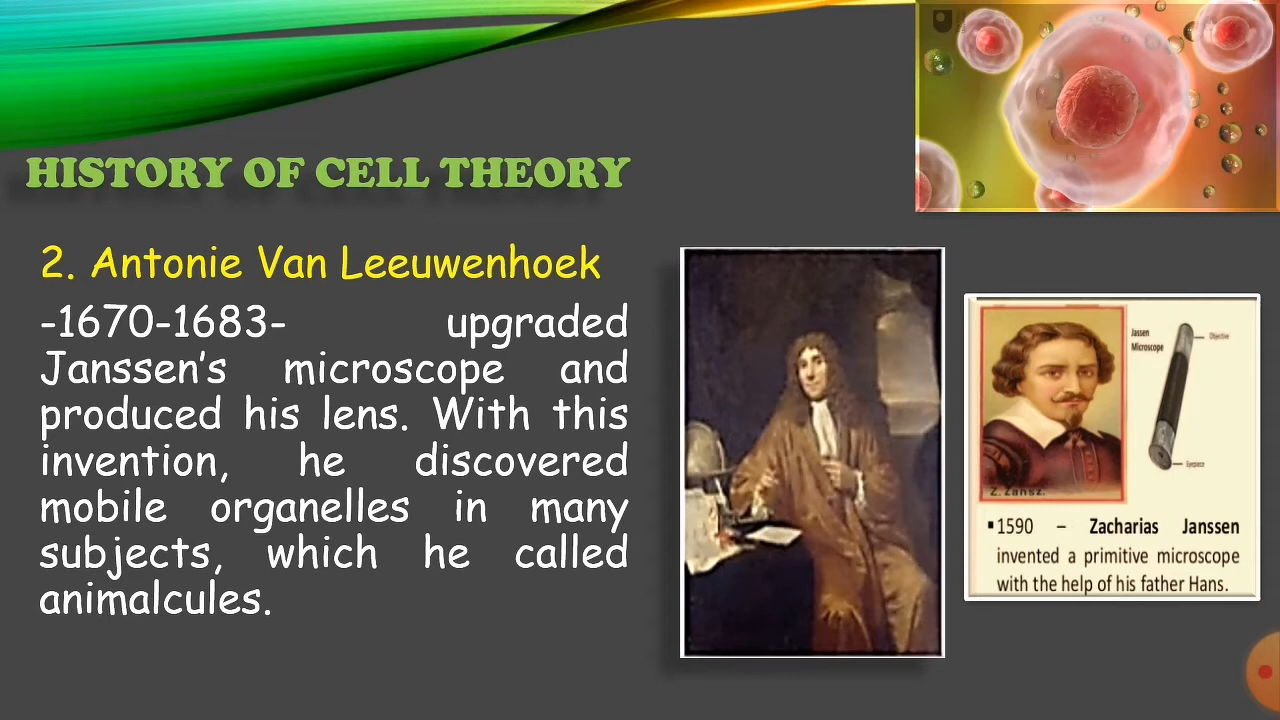 HISTORY OF CELL THEORY
2. Antonie Van Leeuwenhoek
-1670-1683- upgraded
Janssen's microscope and
produced his lens. With this
invention, he discovered
mobile organelles in many
subjects, which he called
animalcules.
Jassen
Microscope
Objective
Eyepiece
Z. Zansz.
▪1590 – Zacharias Janssen
invented a primitive microscope
with the help of his father Hans.